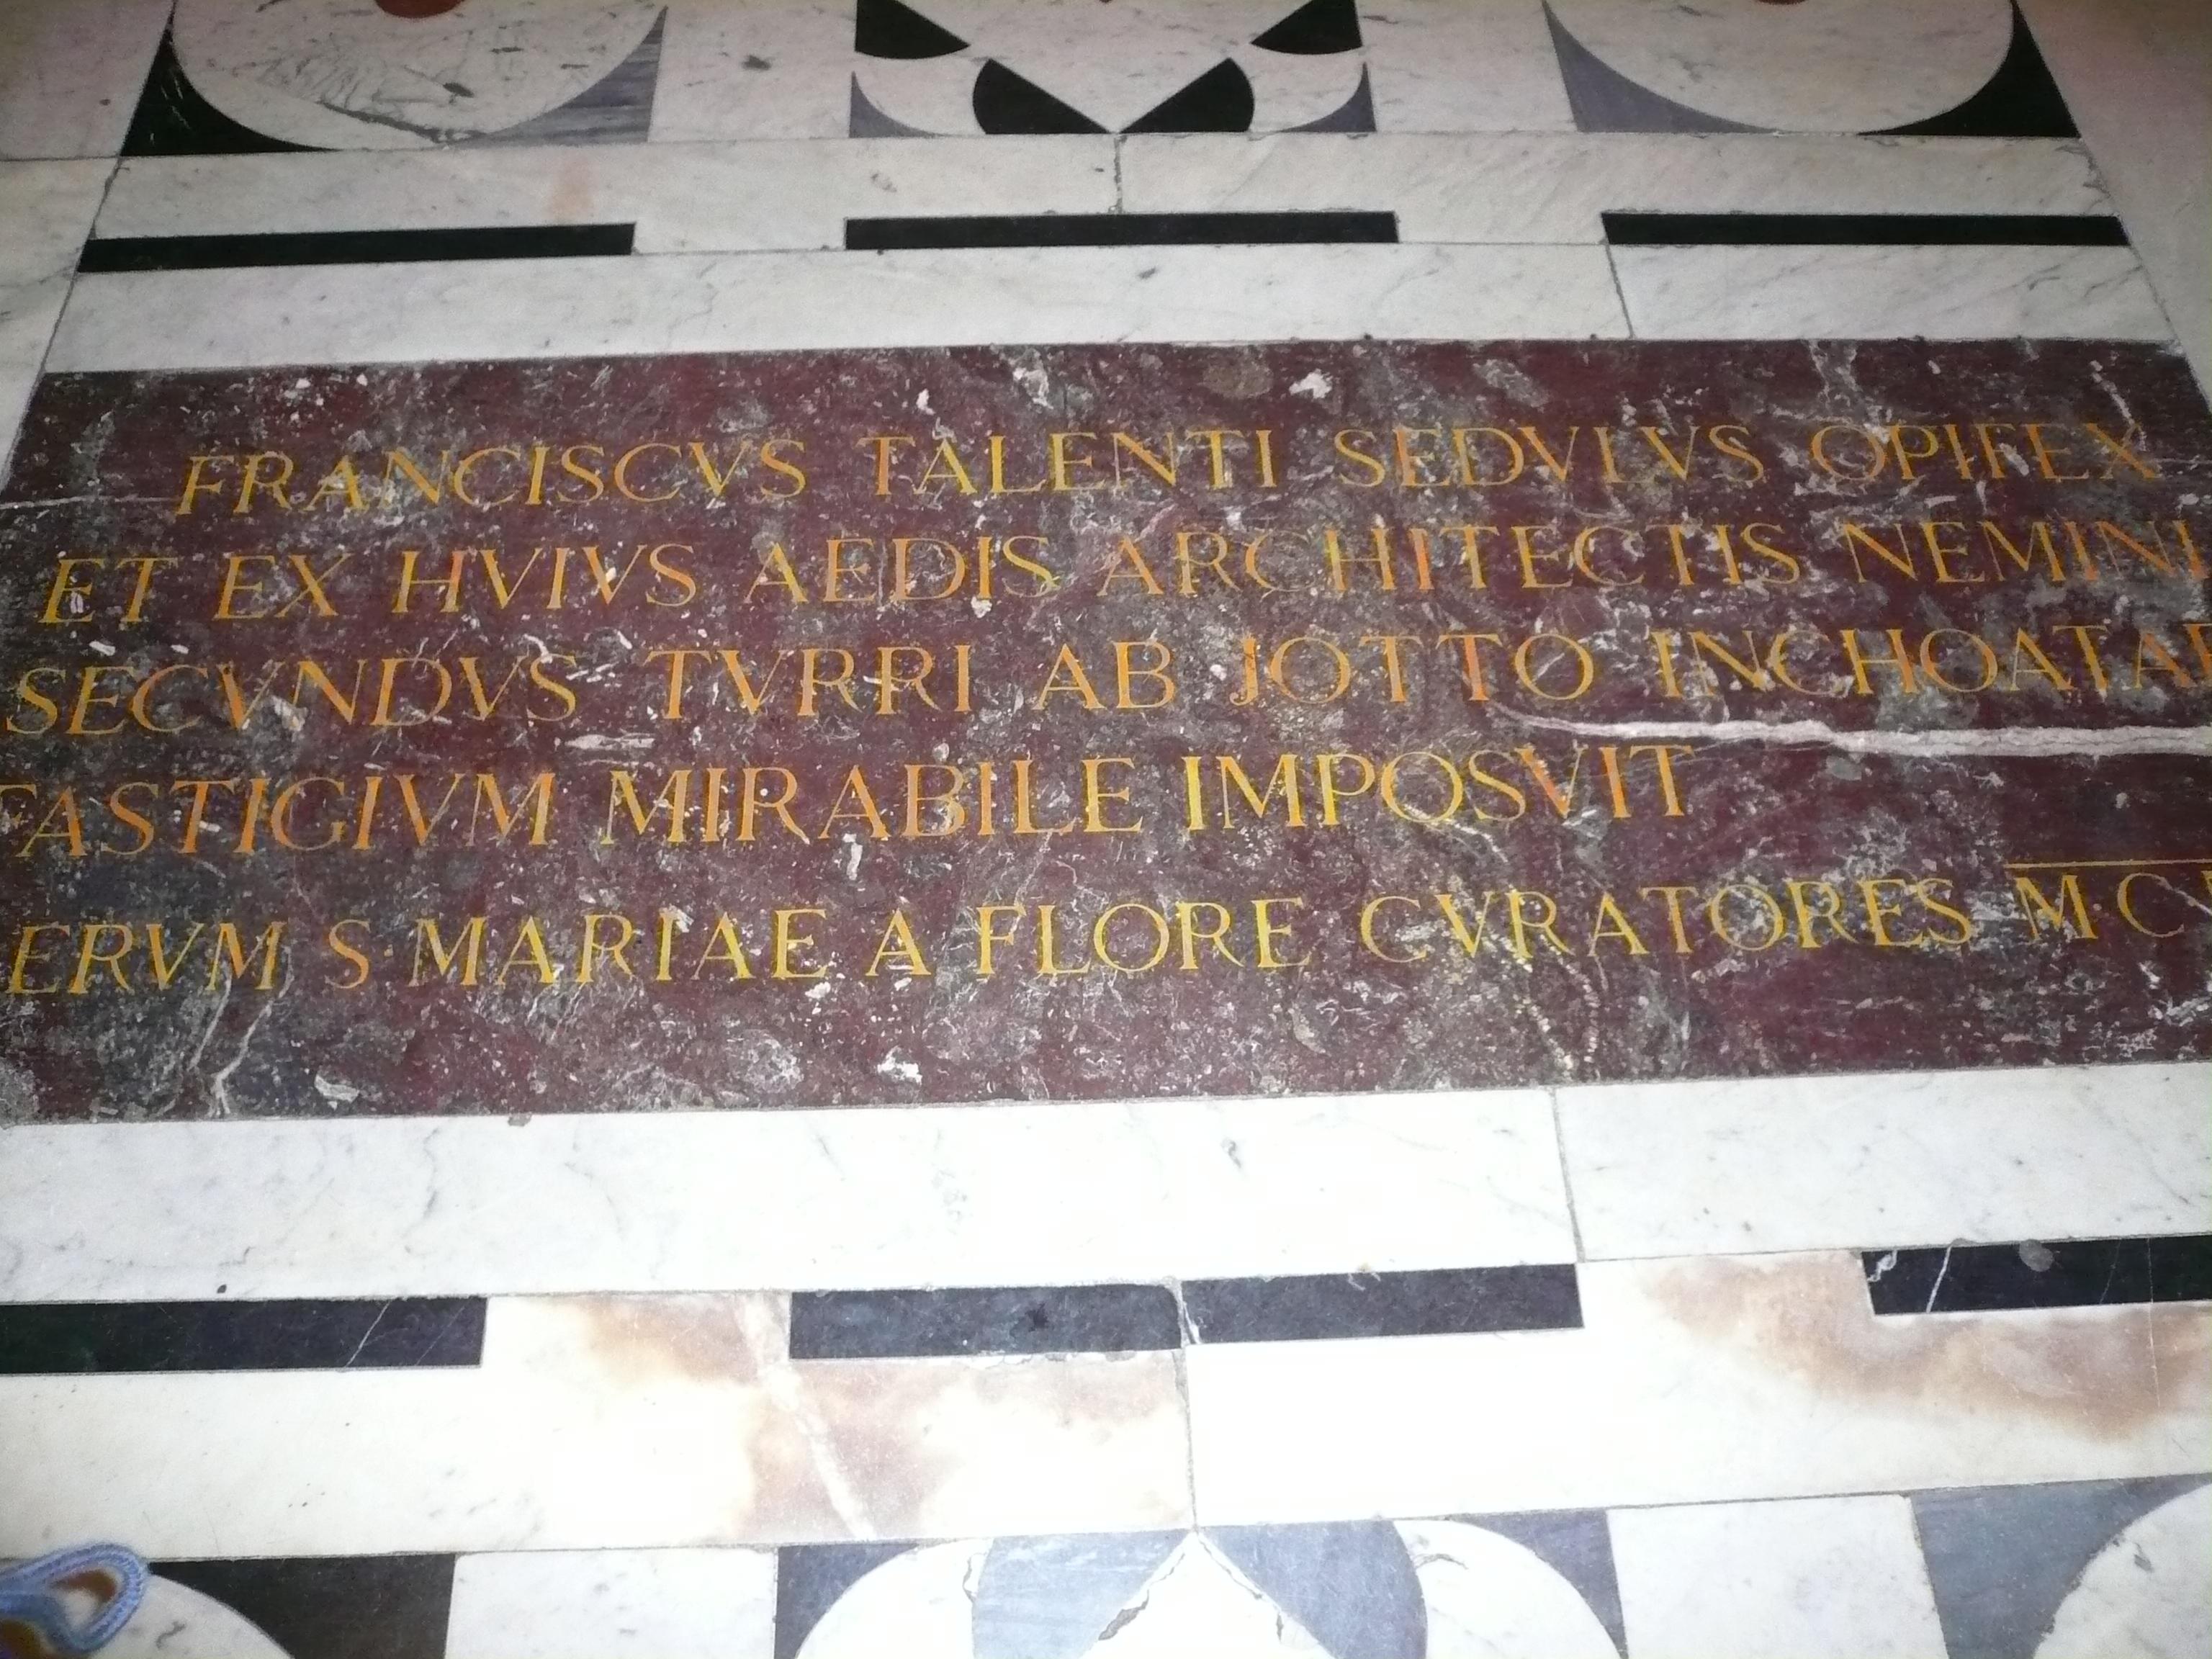 FRANCISCVS TALENTI SEDVLVS OPIFEX
ET EX HVIVS AEDIS ARCHITECTIS NEMINI
SECVNDVS TVRRI AB JOTTO INCHOATAE
FASTIGIVM MIRABILE IMPOSVIT
ERVM S·MARIAE A FLORE CVRATORES M·C